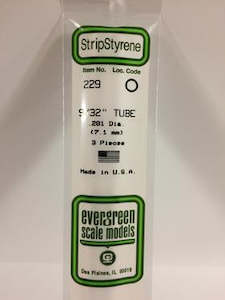 StripStyrene
Item No. Loc. Code
229
9/32" TUBE
.281 Dia.
(7.1 mm)
3 Pieces
Made in U.S.A.
evergreen
scale models
Des Plaines, IL 60018